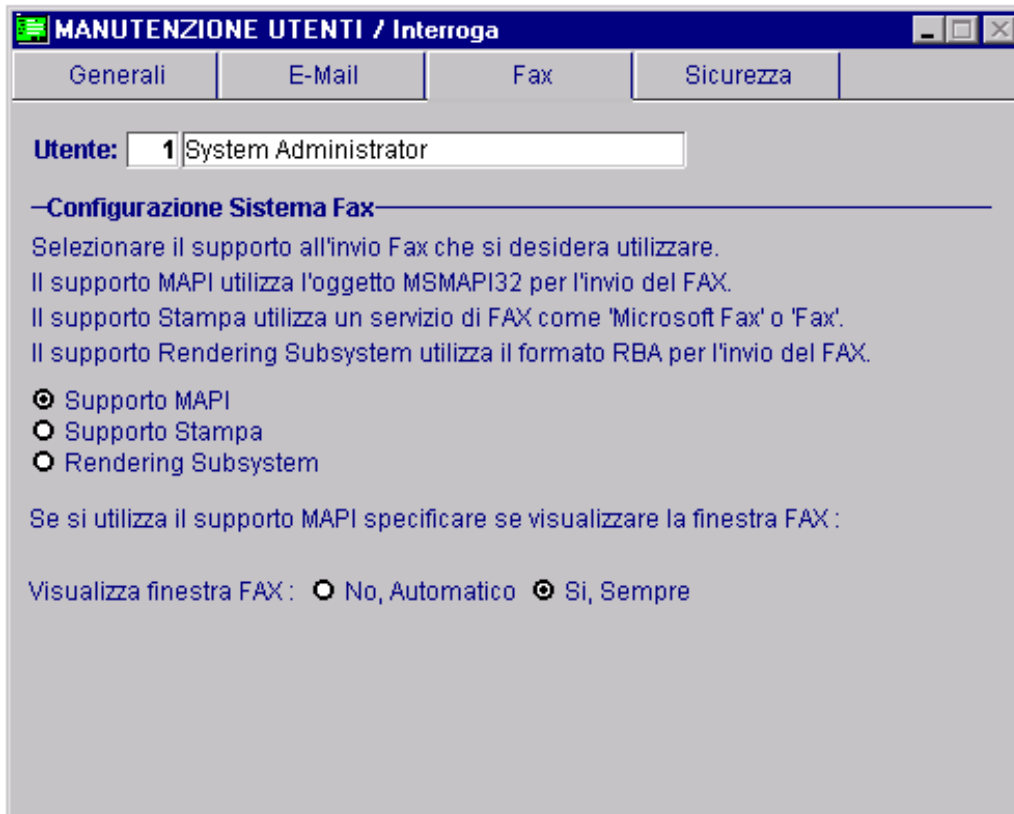 MANUTENZIONE UTENTI / Interroga
Generali E-Mail Fax Sicurezza
Utente: 1 System Administrator
Configurazione Sistema Fax
Selezionare il supporto all'invio Fax che si desidera utilizzare.
Il supporto MAPI utilizza l'oggetto MSMAPI32 per l'invio del FAX.
Il supporto Stampa utilizza un servizio di FAX come 'Microsoft Fax' o 'Fax'.
Il supporto Rendering Subsystem utilizza il formato RBA per l'invio del FAX.
Supporto MAPI
Supporto Stampa
Rendering Subsystem
Se si utilizza il supporto MAPI specificare se visualizzare la finestra FAX :
Visualizza finestra FAX : No, Automatico Si, Sempre